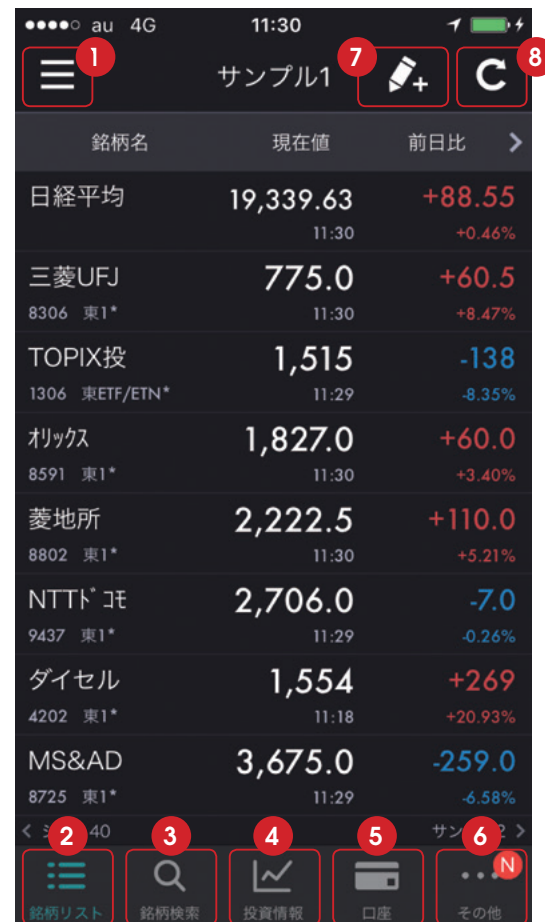 ●●●●○ au 4G 11:30
1 7 8
サンプル1
銘柄名 現在値 前日比 >
日経平均 19,339.63 +88.55
11:30 +0.46%
三菱UFJ 775.0 +60.5
8306 東1* 11:30 +8.47%
TOPIX投 1,515 -138
1306 東ETF/ETN* 11:29 -8.35%
ｵﾘｯｸｽ 1,827.0 +60.0
8591 東1* 11:30 +3.40%
菱地所 2,222.5 +110.0
8802 東1* 11:30 +5.21%
NTTﾄﾞｺﾓ 2,706.0 -7.0
9437 東1* 11:29 -0.26%
ダイセル 1,554 +269
4202 東1* 11:18 +20.93%
MS&AD 3,675.0 -259.0
8725 東1* 11:29 -6.58%
< 40 サン 2 >
2 3 4 5 6
N
銘柄リスト 銘柄検索 投資情報 口座 その他